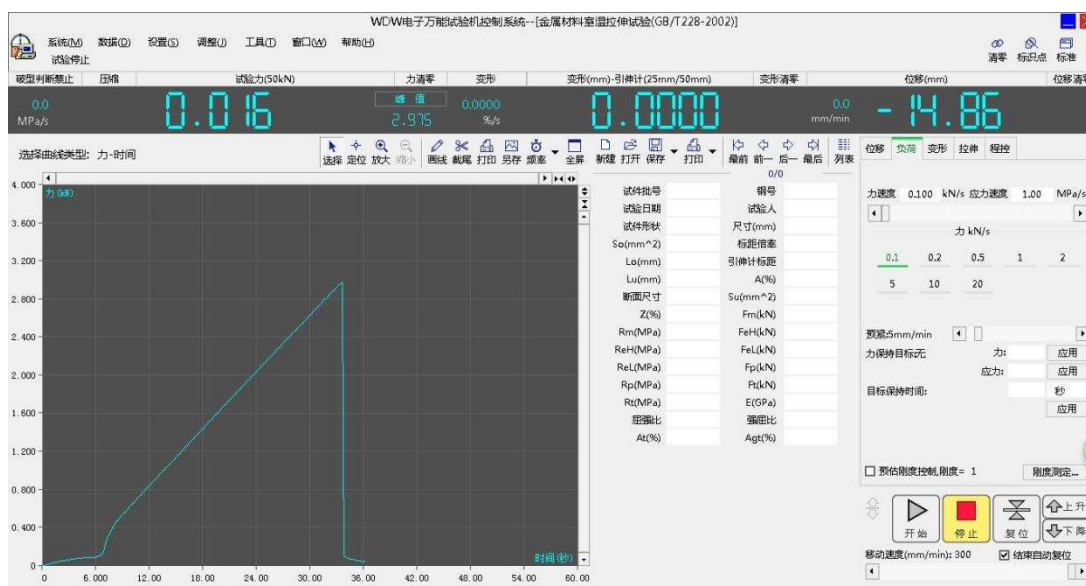 WDW电子万能试验机控制系统--[金属材料室温拉伸试验(GB/T228-2002)]
系统(M) 数据(D) 设置(S) 调整(J) 工具(T) 窗口(W) 帮助(H)
试验停止
清零 标识点 标准
破型判断禁止 压缩 试验力(50kN) 力清零 变形 变形(mm)-引伸计(25mm/50mm) 变形清零 位移(mm) 位移清零
0.0 MPa/s
0.016
峰值 2.975
0.0000 %/s
0.0000
0.0 mm/min
-14.86
选择曲线类型: 力-时间
选择 定位 放大 缩小 画线 截尾 打印 另存 频率 全屏
新建 打开 保存 打印 最前 前一 后一 最后 列表
0/0
力(kN)
4.000
3.600
3.200
2.800
2.400
2.000
1.600
1.200
0.800
0.400
0
时间(秒)
0 6.000 12.00 18.00 24.00 30.00 36.00 42.00 48.00 54.00 60.00
试件批号 钢号
试验日期 试验人
试件形状 尺寸(mm)
So(mm^2) 标距倍率
Lo(mm) 引伸计标距
Lu(mm) A(%)
断面尺寸 Su(mm^2)
Z(%) Fm(kN)
Rm(MPa) FeH(kN)
ReH(MPa) FeL(kN)
ReL(MPa) Fp(kN)
Rp(MPa) Ft(kN)
Rt(MPa) E(GPa)
屈强比 强屈比
At(%) Agt(%)
位移 负荷 变形 拉伸 程控
力速度 0.100 kN/s 应力速度 1.00 MPa/s
力 kN/s
0.1 0.2 0.5 1 2
5 10 20
预紧:5mm/min
力保持目标:无 力: 应用
应力: 应用
目标保持时间: 秒
应用
预估刚度控制,刚度= 1 刚度测定...
开始 停止 复位 上升
下降
移动速度(mm/min): 300 结束自动复位